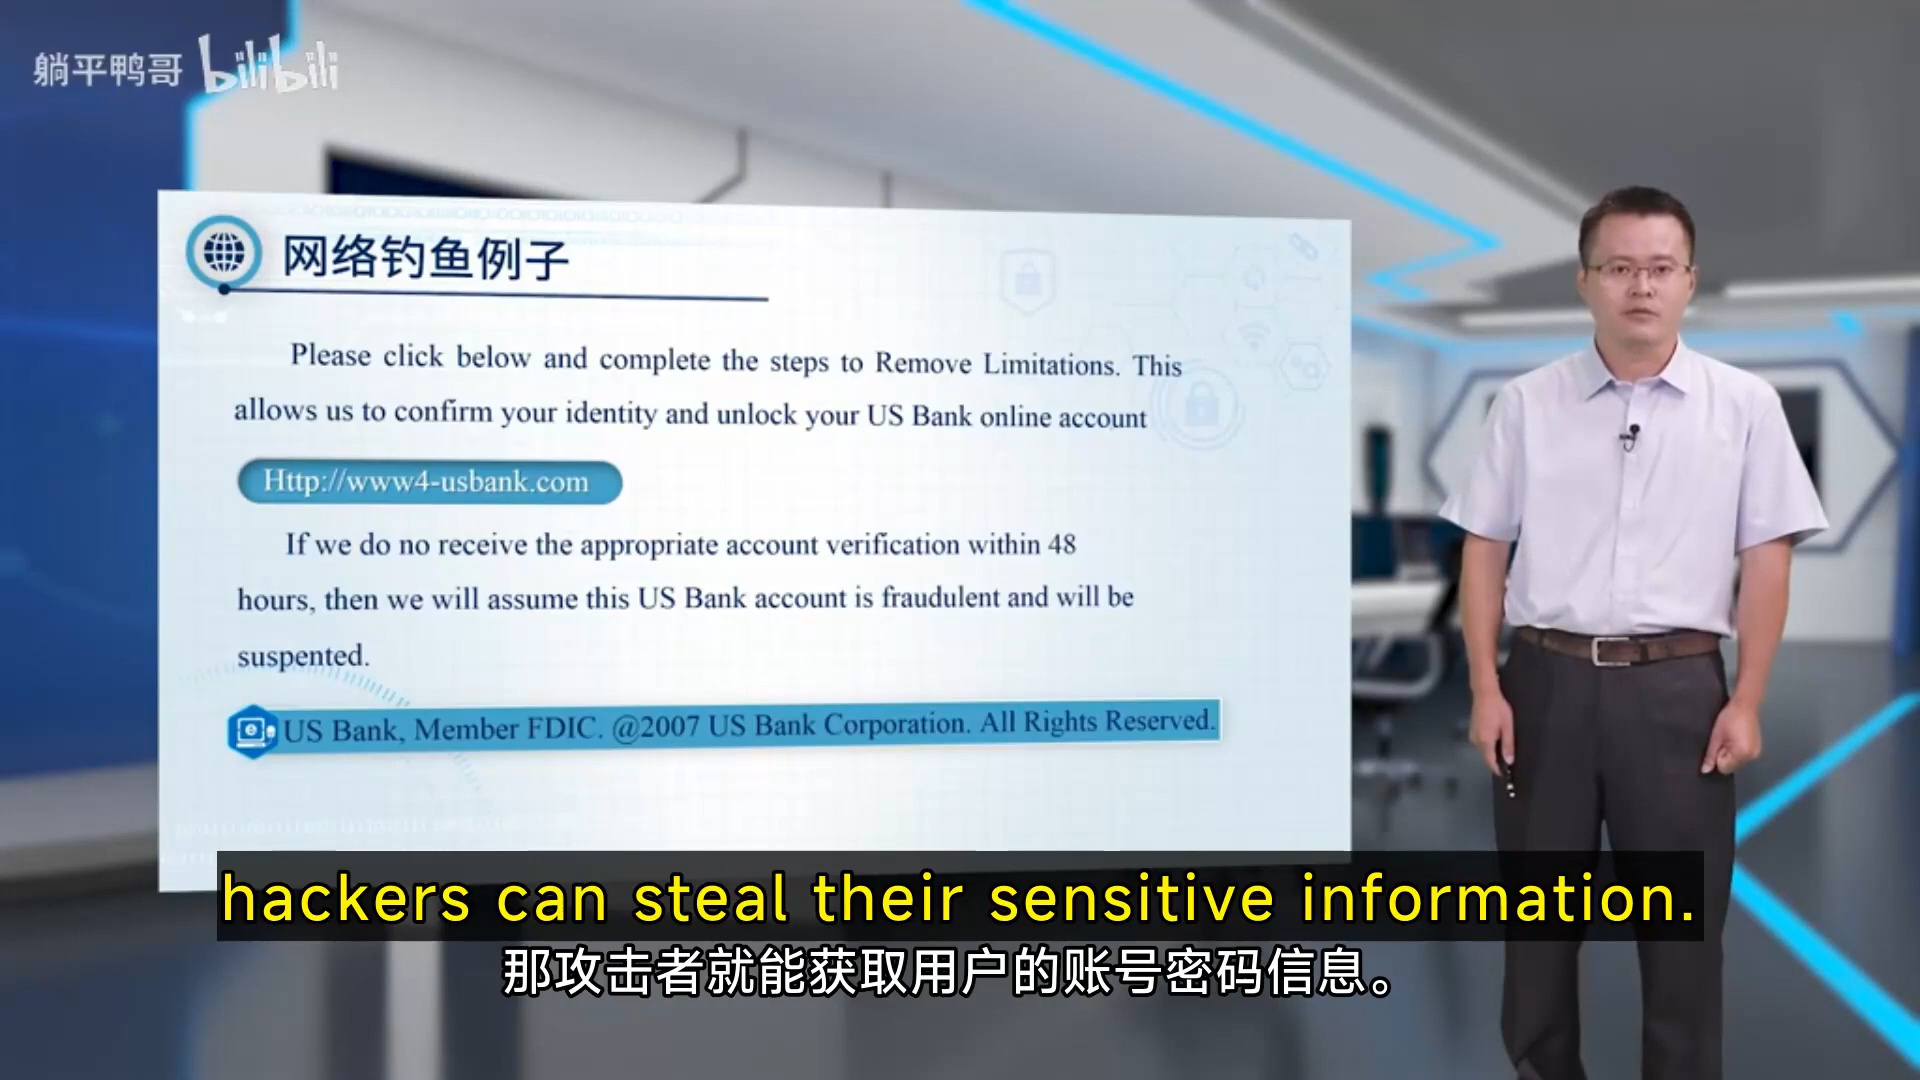 躺平鸭哥 bilibili
网络钓鱼例子
Please click below and complete the steps to Remove Limitations. This
allows us to confirm your identity and unlock your US Bank online account
Http://www4-usbank.com
If we do no receive the appropriate account verification within 48
hours, then we will assume this US Bank account is fraudulent and will be
suspented.
US Bank, Member FDIC. @2007 US Bank Corporation. All Rights Reserved.
hackers can steal their sensitive information.
那攻击者就能获取用户的账号密码信息。